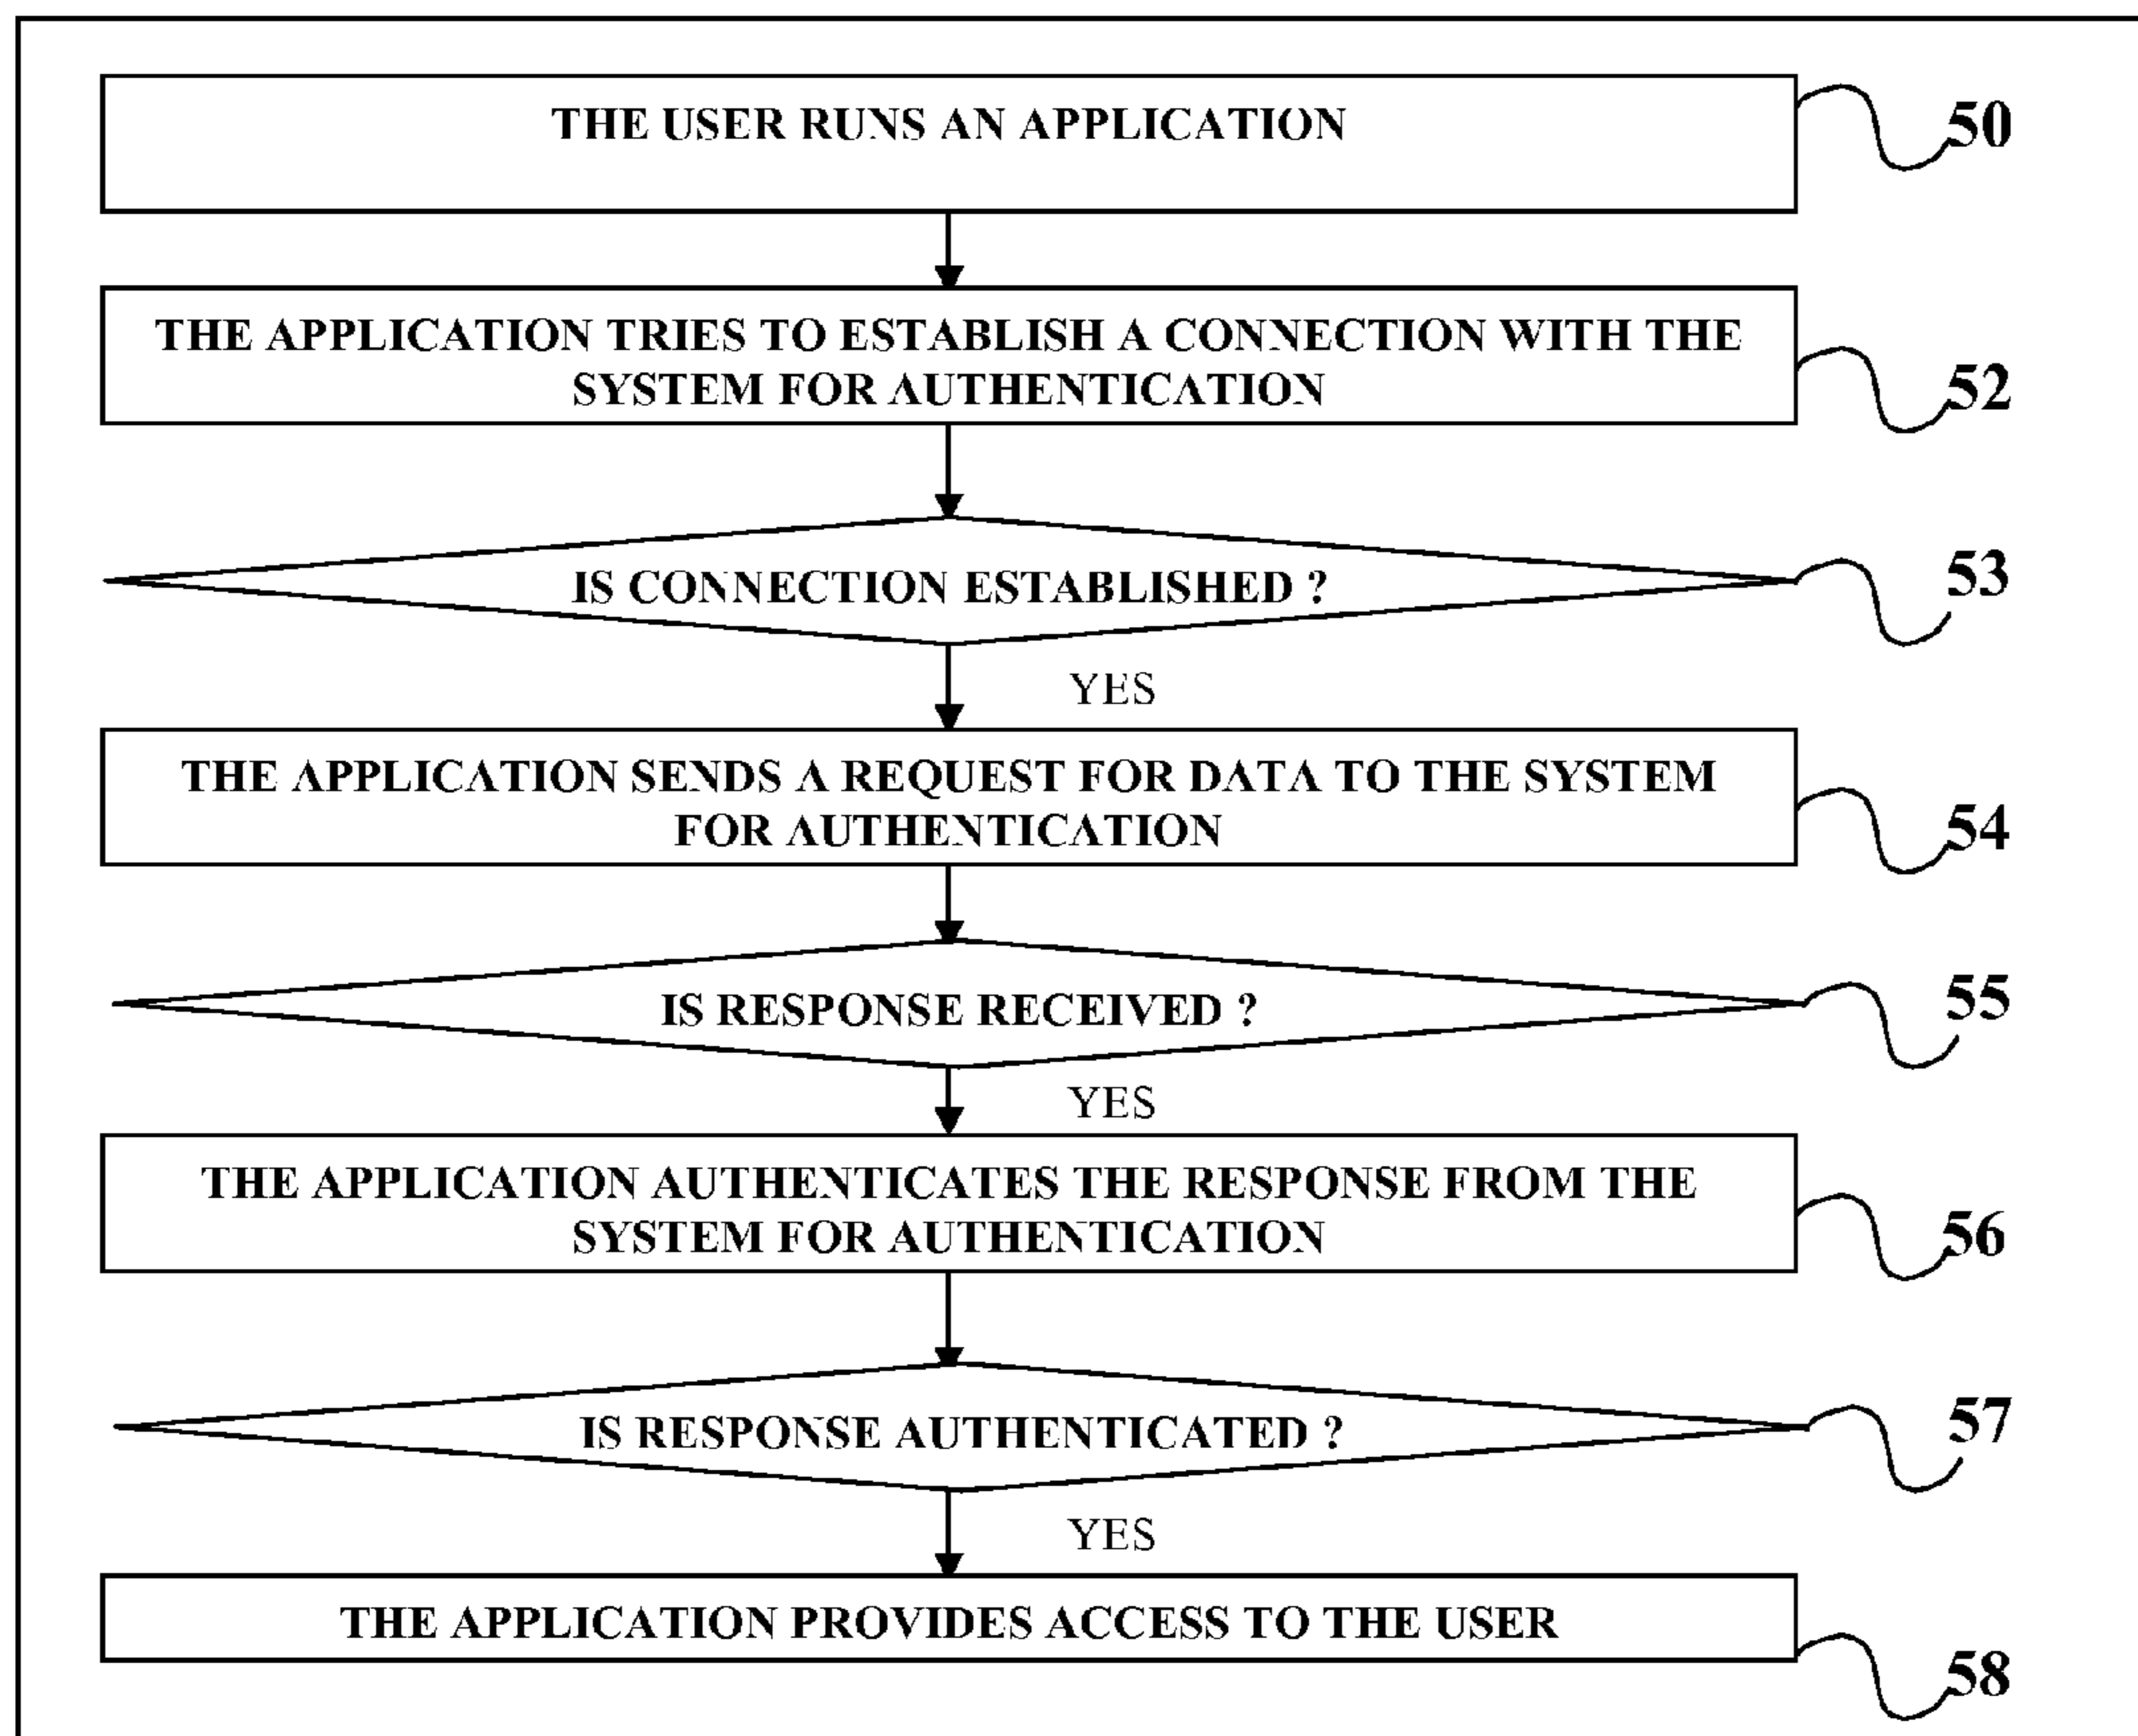 THE USER RUNS AN APPLICATION
50
THE APPLICATION TRIES TO ESTABLISH A CONNECTION WITH THE
SYSTEM FOR AUTHENTICATION
52
IS CONNECTION ESTABLISHED ?
53
YES
THE APPLICATION SENDS A REQUEST FOR DATA TO THE SYSTEM
FOR AUTHENTICATION
54
IS RESPONSE RECEIVED ?
55
YES
THE APPLICATION AUTHENTICATES THE RESPONSE FROM THE
SYSTEM FOR AUTHENTICATION
56
IS RESPONSE AUTHENTICATED ?
57
YES
THE APPLICATION PROVIDES ACCESS TO THE USER
58